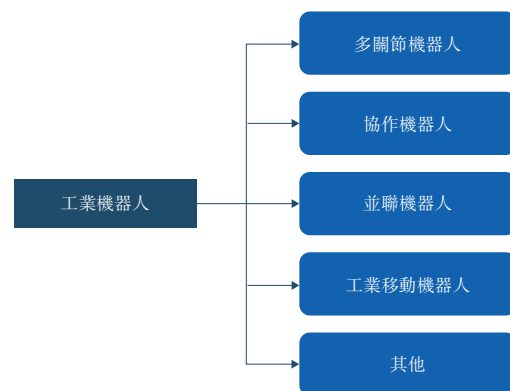 多關節機器人
協作機器人
工業機器人
並聯機器人
工業移動機器人
其他